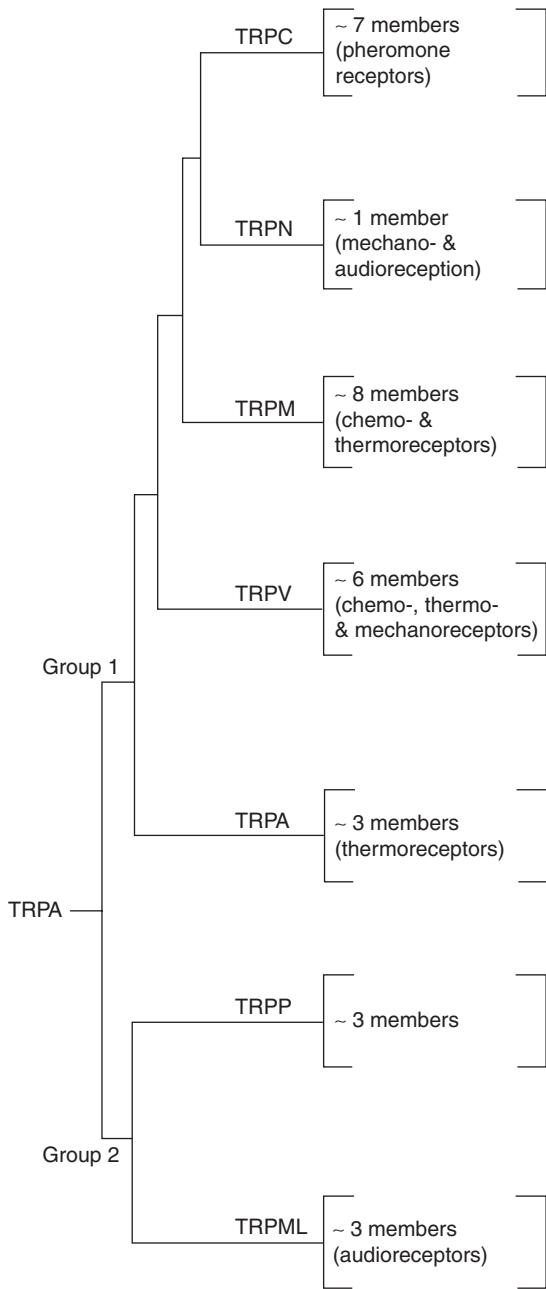 TRPC
~ 7 members
(pheromone
receptors)
TRPN
~ 1 member
(mechano- &
audioreception)
TRPM
~ 8 members
(chemo- &
thermoreceptors)
TRPV
~ 6 members
(chemo-, thermo-
& mechanoreceptors)
Group 1
TRPA
~ 3 members
(thermoreceptors)
TRPA
TRPP
~ 3 members
Group 2
TRPML
~ 3 members
(audioreceptors)